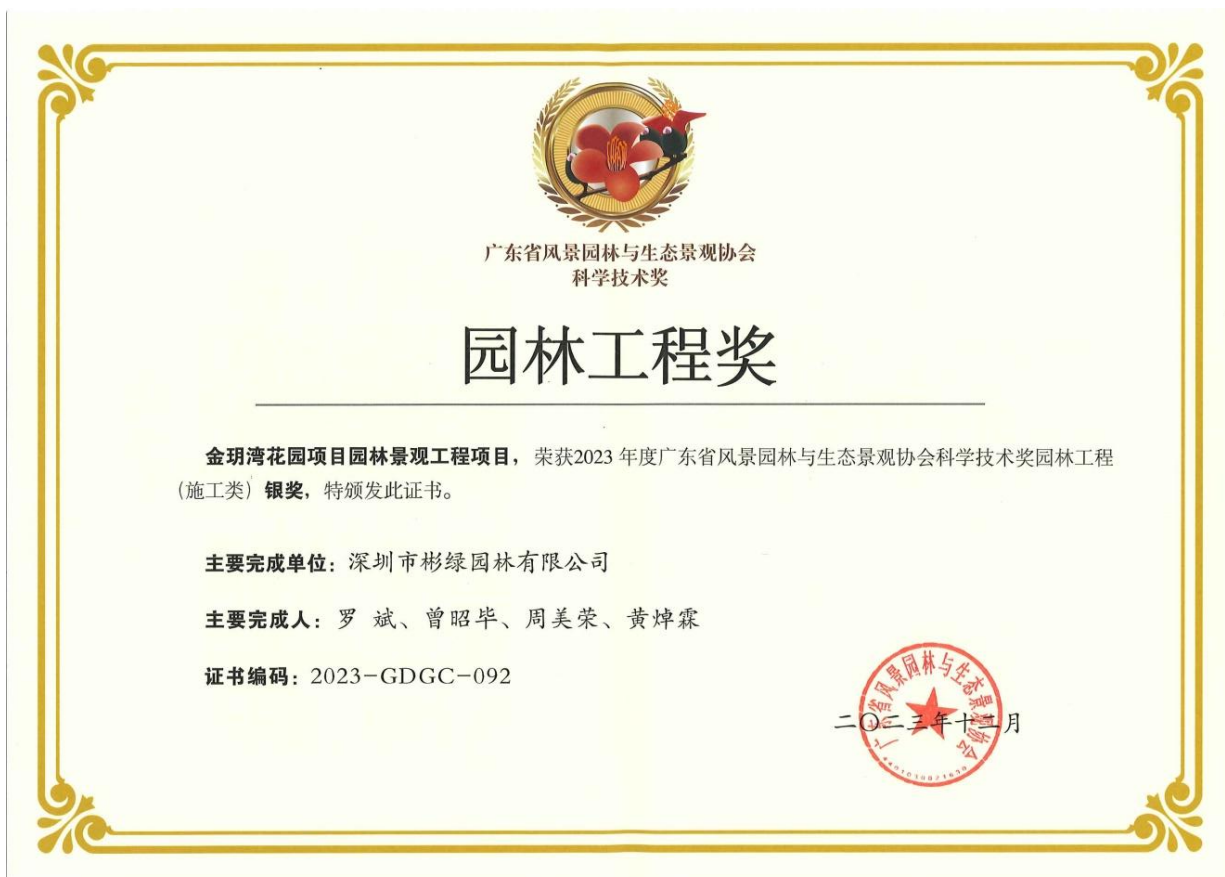 广东省风景园林与生态景观协会
科学技术奖
园林工程奖
金玥湾花园项目园林景观工程项目，荣获2023 年度广东省风景园林与生态景观协会科学技术奖园林工程
（施工类）银奖，特颁发此证书。
主要完成单位：深圳市彬绿园林有限公司
主要完成人：罗 斌、曾昭毕、周美荣、黄焯霖
证书编码：2023-GDGC-092
广东省风景园林与生态景观协会
二〇二三年十二月